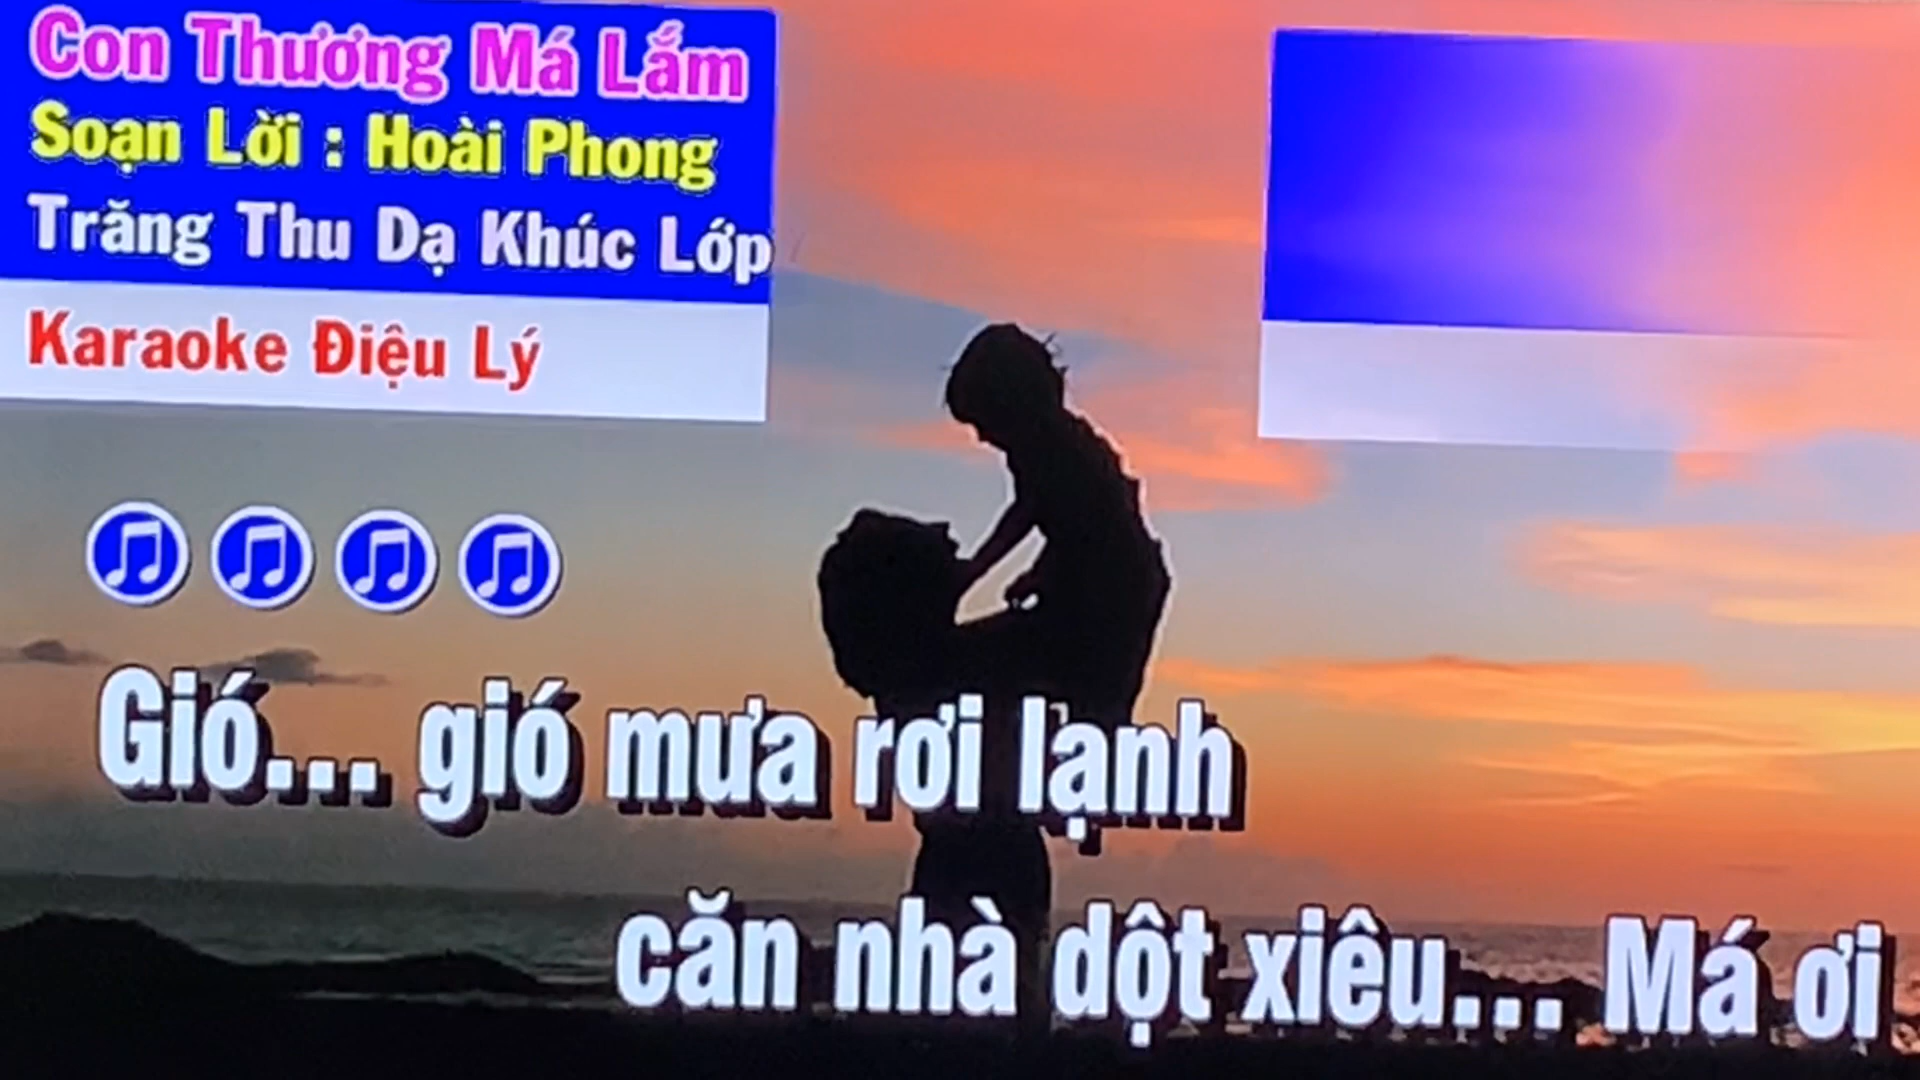 Con Thương Má Lắm
Soạn Lời : Hoài Phong
Trăng Thu Dạ Khúc Lớp
Karaoke Điệu Lý
Gió... gió mưa rơi lạnh
căn nhà dột xiêu... Má ơi